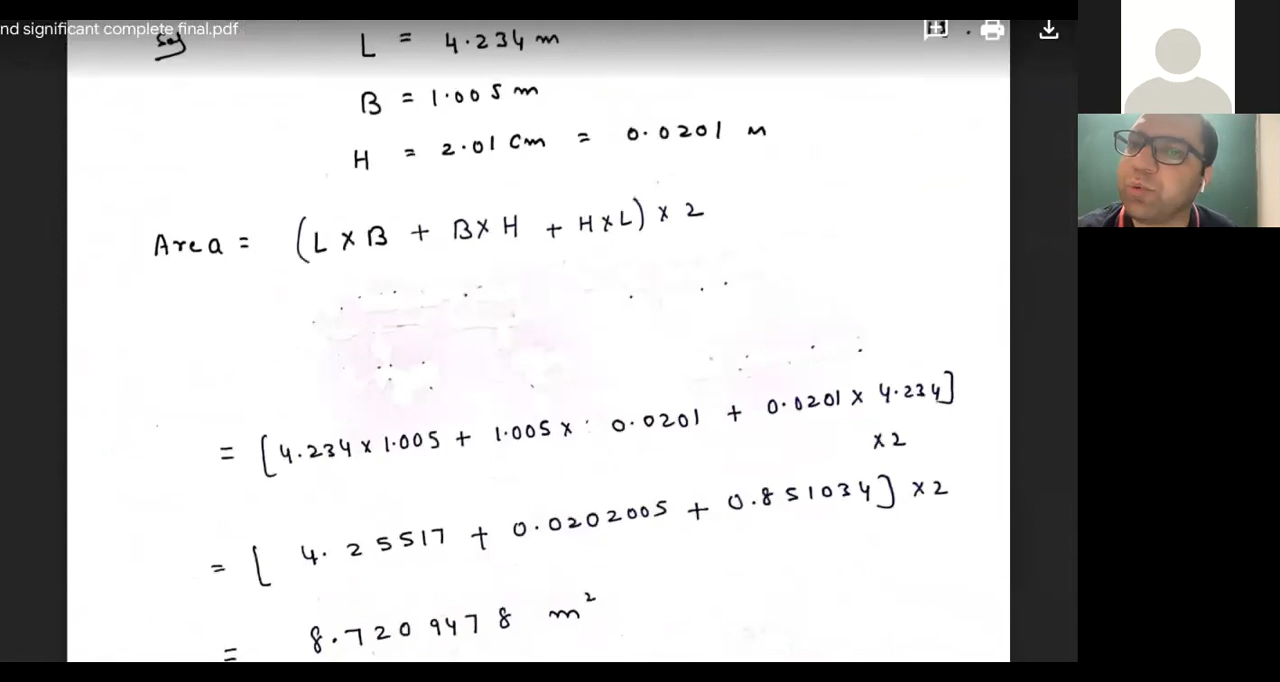 nd significant complete final.pdf
Sol L = 4.234 m
B = 1.005 m
H = 2.01 cm = 0.0201 m
Area = (L × B + B × H + H × L) × 2
= [4.234 × 1.005 + 1.005 × 0.0201 + 0.0201 × 4.234]
× 2
= [4.25517 + 0.0202005 + 0.851034] × 2
= 8.7209478 m²